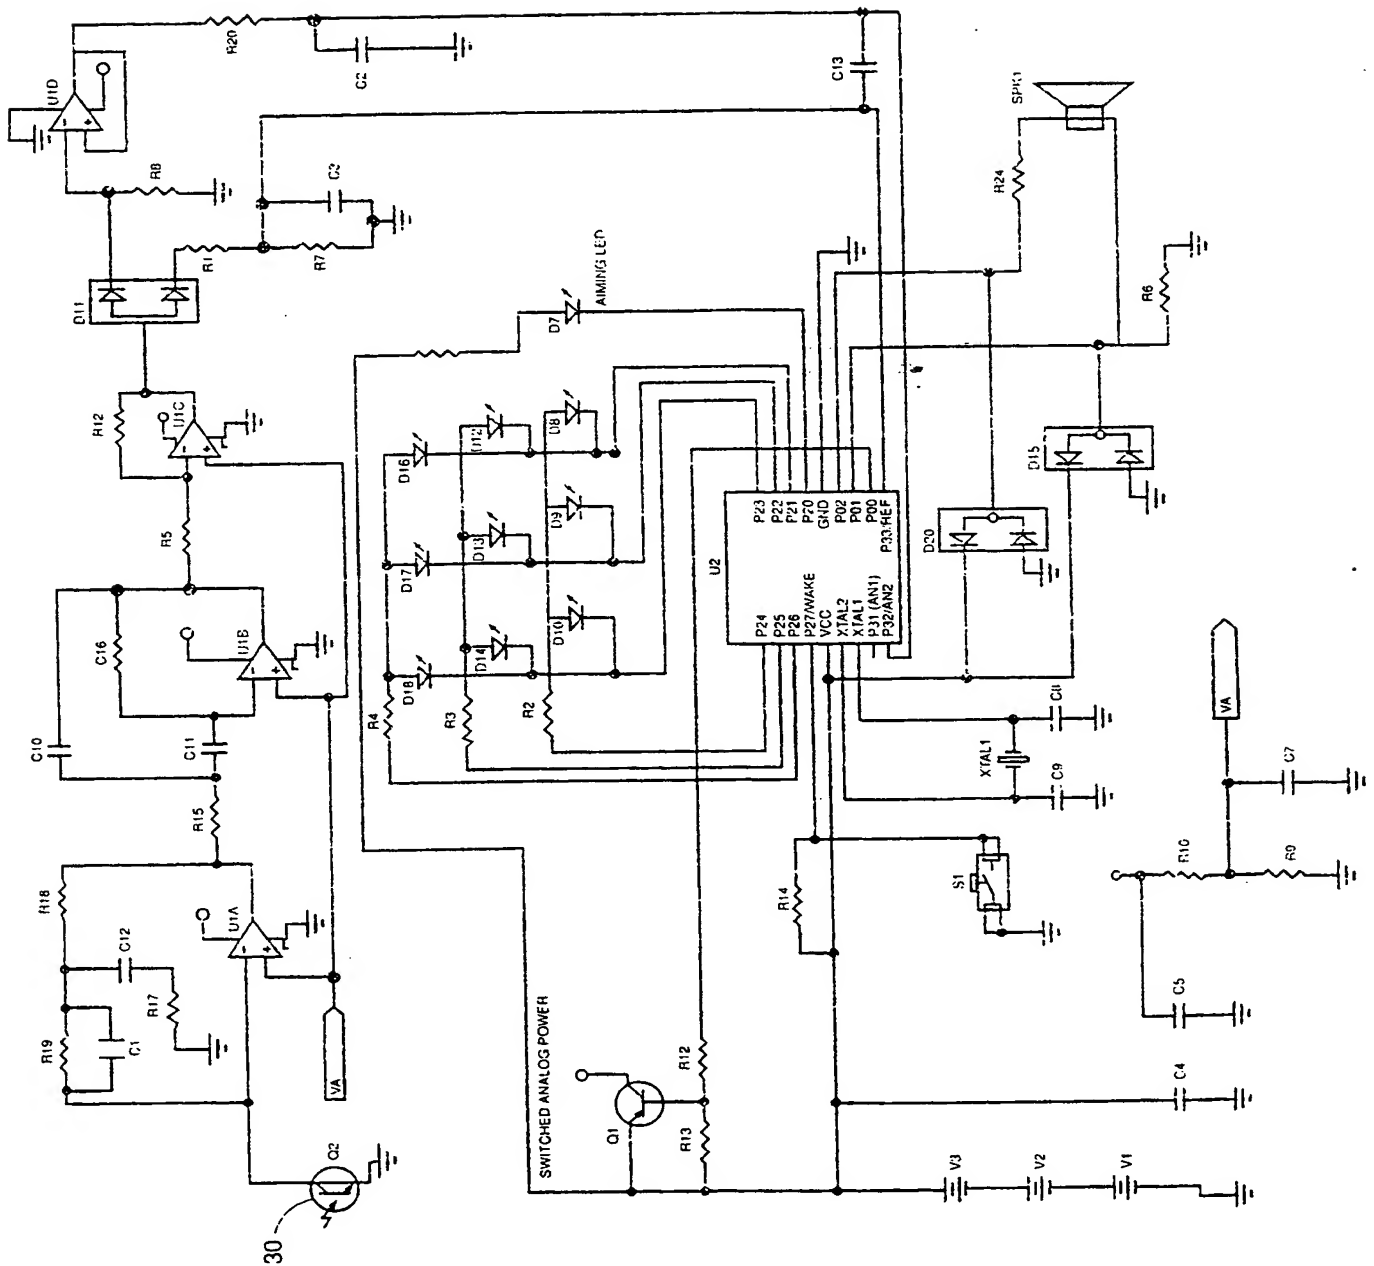 U1D
R20
C2
C13
R8
D11
R1
R7
C3
SPK1
R24
R6
AIMING LED
D7
R12
U1C
R5
C16
U1B
C10
C11
R15
R18
C12
R17
R19
C1
U1A
VA
Q2
30
D16
D12
D8
D17
D13
D9
D18
D14
D10
R4
R3
R2
U2
P23
P22
P21
P20
GND
P02
P01
P00
P33/REF
P24
P25
P26
P27/WAKE
VCC
XTAL2
XTAL1
P31 (AN1)
P32/AN2
D20
D15
XTAL1
C8
C9
R14
S1
VA
C7
R10
R9
C5
C4
SWITCHED ANALOG POWER
Q1
R12
R13
V3
V2
V1